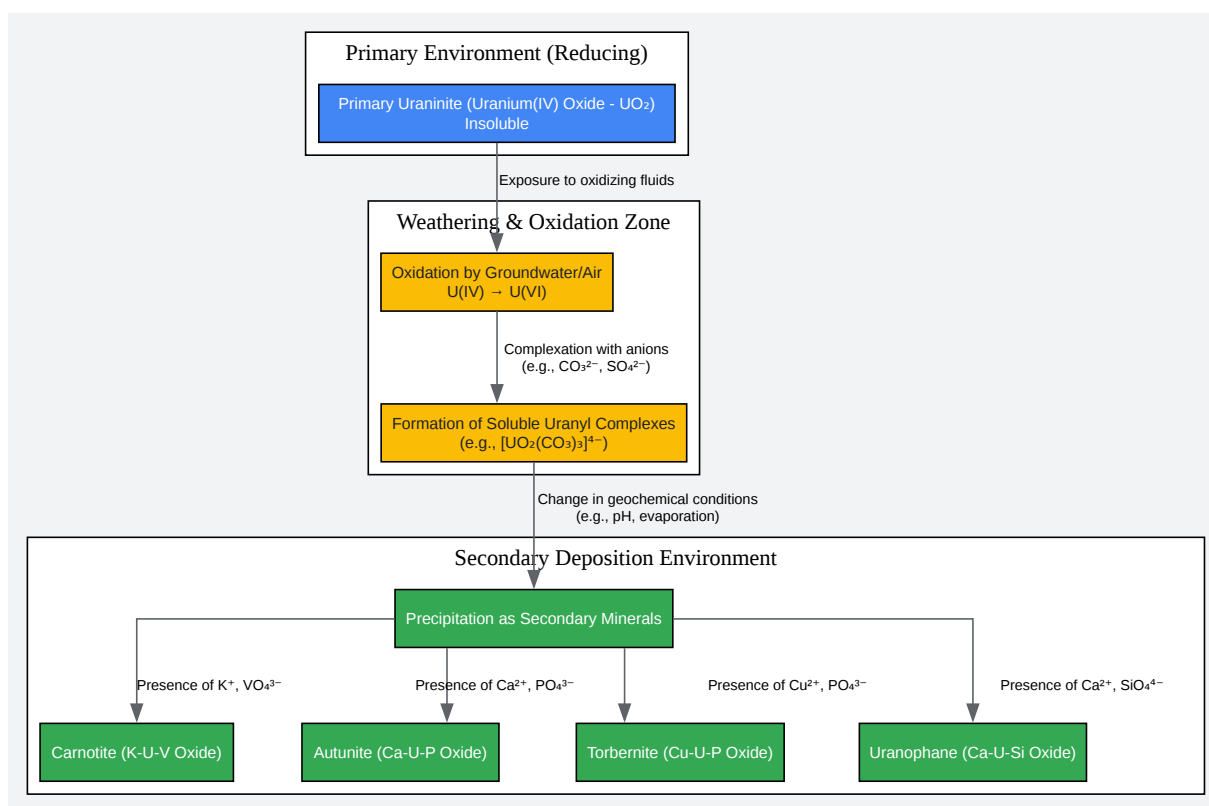 Primary Environment (Reducing)
Primary Uraninite (Uranium(IV) Oxide - UO₂)
Insoluble
Exposure to oxidizing fluids
Weathering & Oxidation Zone
Oxidation by Groundwater/Air
U(IV) → U(VI)
Complexation with anions
(e.g., CO₃²⁻, SO₄²⁻)
Formation of Soluble Uranyl Complexes
(e.g., [UO₂(CO₃)₃]⁴⁻)
Change in geochemical conditions
(e.g., pH, evaporation)
Secondary Deposition Environment
Precipitation as Secondary Minerals
Presence of K⁺, VO₄³⁻
Presence of Ca²⁺, PO₄³⁻
Presence of Cu²⁺, PO₄³⁻
Presence of Ca²⁺, SiO₄⁴⁻
Carnotite (K-U-V Oxide)
Autunite (Ca-U-P Oxide)
Torbernite (Cu-U-P Oxide)
Uranophane (Ca-U-Si Oxide)